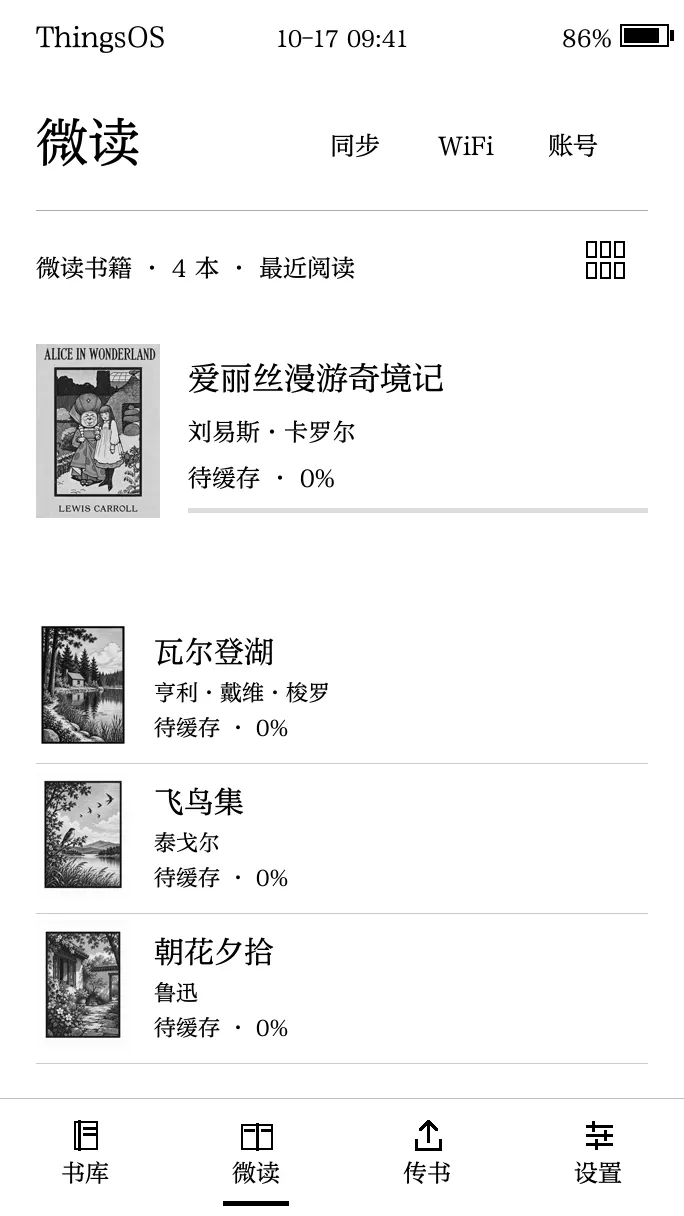 ThingsOS 10-17 09:41 86%
微读 同步 WiFi 账号
微读书籍 · 4 本 · 最近阅读
ALICE IN WONDERLAND
LEWIS CARROLL
爱丽丝漫游奇境记
刘易斯·卡罗尔
待缓存 · 0%
瓦尔登湖
亨利·戴维·梭罗
待缓存 · 0%
飞鸟集
泰戈尔
待缓存 · 0%
朝花夕拾
鲁迅
待缓存 · 0%
书库 微读 传书 设置